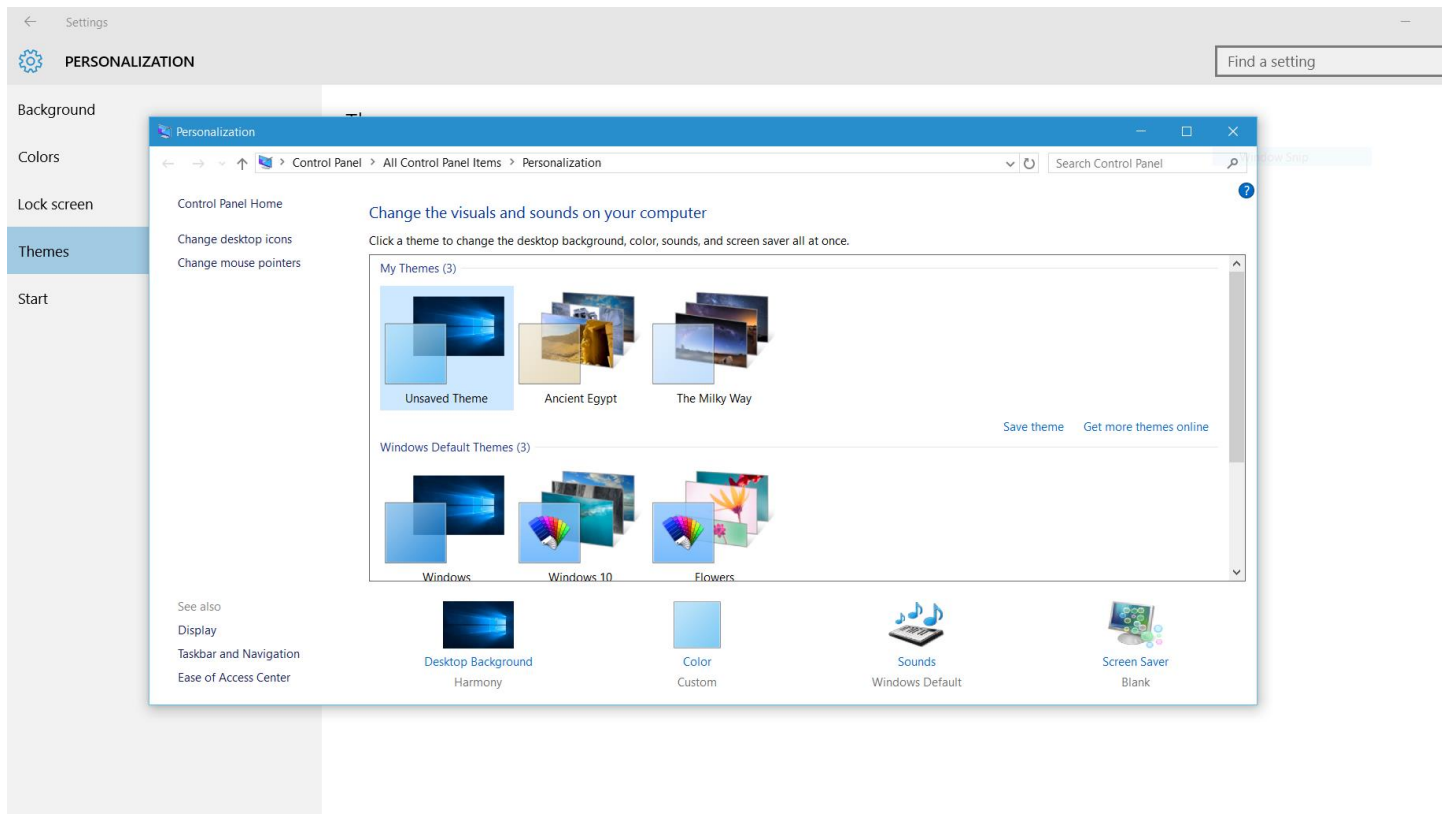 Settings
PERSONALIZATION
Find a setting
Background
Colors
Lock screen
Themes
Start
Personalization
Control Panel > All Control Panel Items > Personalization
Search Control Panel
Control Panel Home
Change desktop icons
Change mouse pointers
Change the visuals and sounds on your computer
Click a theme to change the desktop background, color, sounds, and screen saver all at once.
My Themes (3)
Unsaved Theme
Ancient Egypt
The Milky Way
Save theme
Get more themes online
Windows Default Themes (3)
Windows
Windows 10
Flowers
See also
Display
Taskbar and Navigation
Ease of Access Center
Desktop Background
Harmony
Color
Custom
Sounds
Windows Default
Screen Saver
Blank
Snip